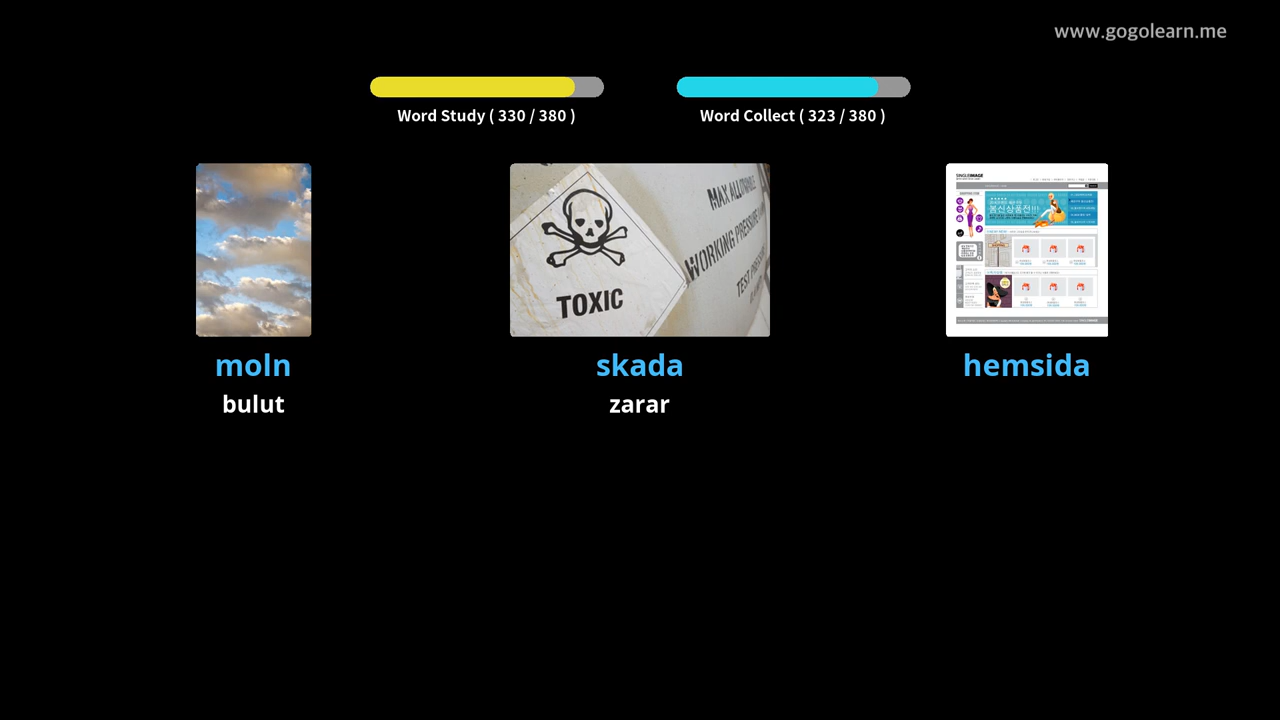 www.gogolearn.me
Word Study ( 330 / 380 )
Word Collect ( 323 / 380 )
MAX ALL
WORKING PRESSURE
TEST
TOXIC
moln
skada
hemsida
bulut
zarar